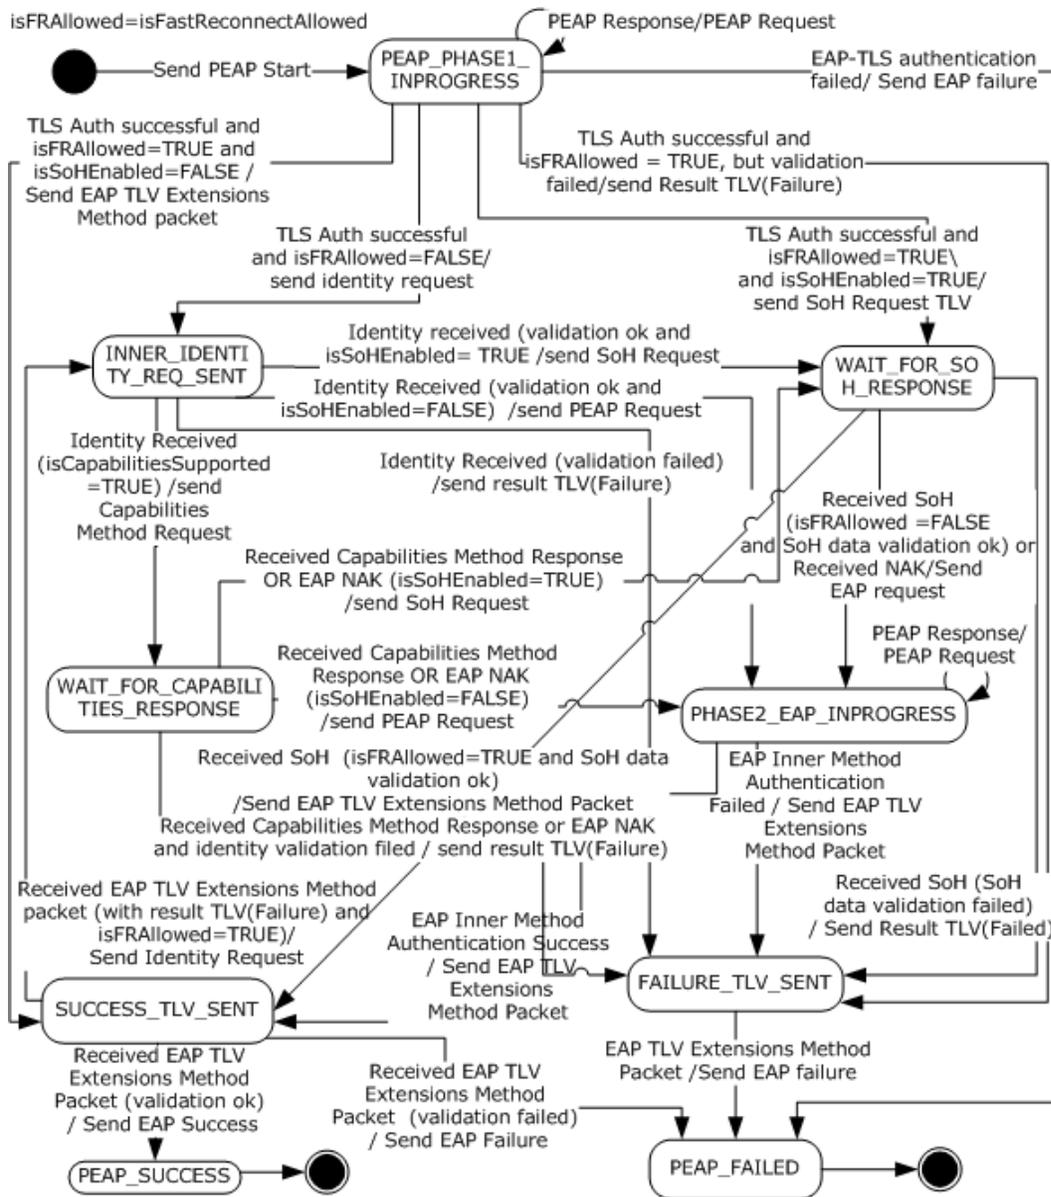 isFRAllowed=isFastReconnectAllowed
PEAP Response/PEAP Request
Send PEAP Start
PEAP_PHASE1_
INPROGRESS
EAP-TLS authentication
failed/ Send EAP failure
TLS Auth successful and
isFRAllowed=TRUE and
isSoHEnabled=FALSE /
Send EAP TLV Extensions
Method packet
TLS Auth successful and
isFRAllowed = TRUE, but validation
failed/send Result TLV(Failure)
TLS Auth successful
and isFRAllowed=FALSE/
send identity request
TLS Auth successful and
isFRAllowed=TRUE\
and isSoHEnabled=TRUE/
send SoH Request TLV
INNER_IDENTI
TY_REQ_SENT
Identity received (validation ok and
isSoHEnabled= TRUE /send SoH Request
WAIT_FOR_SO
H_RESPONSE
Identity Received (validation ok and
isSoHEnabled=FALSE) /send PEAP Request
Identity Received
(isCapabilitiesSupported
=TRUE) /send
Capabilities
Method Request
Identity Received (validation failed)
/send result TLV(Failure)
Received SoH
(isFRAllowed =FALSE
and SoH data validation ok) or
Received NAK/Send
EAP request
Received Capabilities Method Response
OR EAP NAK (isSoHEnabled=TRUE)
/send SoH Request
PEAP Response/
PEAP Request
WAIT_FOR_CAPABILI
TIES_RESPONSE
Received Capabilities Method
Response OR EAP NAK
(isSoHEnabled=FALSE)
/send PEAP Request
PHASE2_EAP_INPROGRESS
Received SoH (isFRAllowed=TRUE and SoH data
validation ok)
/Send EAP TLV Extensions Method Packet
EAP Inner Method
Authentication
Failed / Send EAP TLV
Extensions
Method Packet
Received Capabilities Method Response or EAP NAK
and identity validation filed / send result TLV(Failure)
Received EAP TLV Extensions Method
packet (with result TLV(Failure) and
isFRAllowed=TRUE)/
Send Identity Request
EAP Inner Method
Authentication Success
/ Send EAP TLV
Extensions
Method Packet
Received SoH (SoH
data validation failed)
/ Send Result TLV(Failed)
SUCCESS_TLV_SENT
FAILURE_TLV_SENT
Received EAP TLV
Extensions Method
Packet (validation ok)
/ Send EAP Success
Received EAP TLV
Extensions Method
Packet (validation failed)
/ Send EAP Failure
EAP TLV Extensions Method
Packet /Send EAP failure
PEAP_SUCCESS
PEAP_FAILED